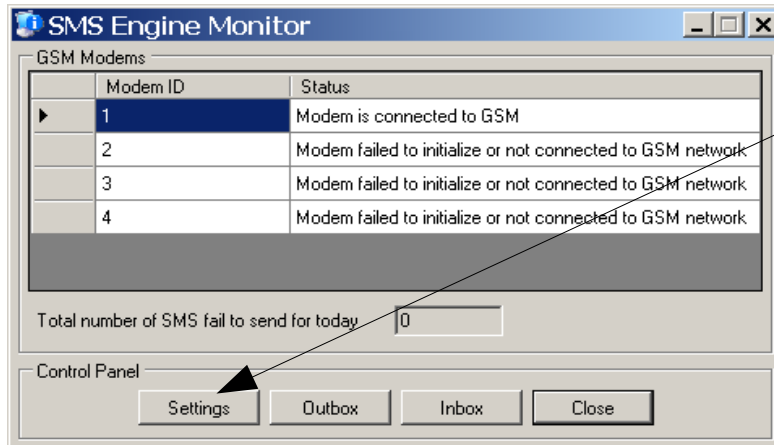 SMS Engine Monitor
GSM Modems
Modem ID Status
1 Modem is connected to GSM
2 Modem failed to initialize or not connected to GSM network
3 Modem failed to initialize or not connected to GSM network
4 Modem failed to initialize or not connected to GSM network
Total number of SMS fail to send for today 0
Control Panel
Settings Outbox Inbox Close